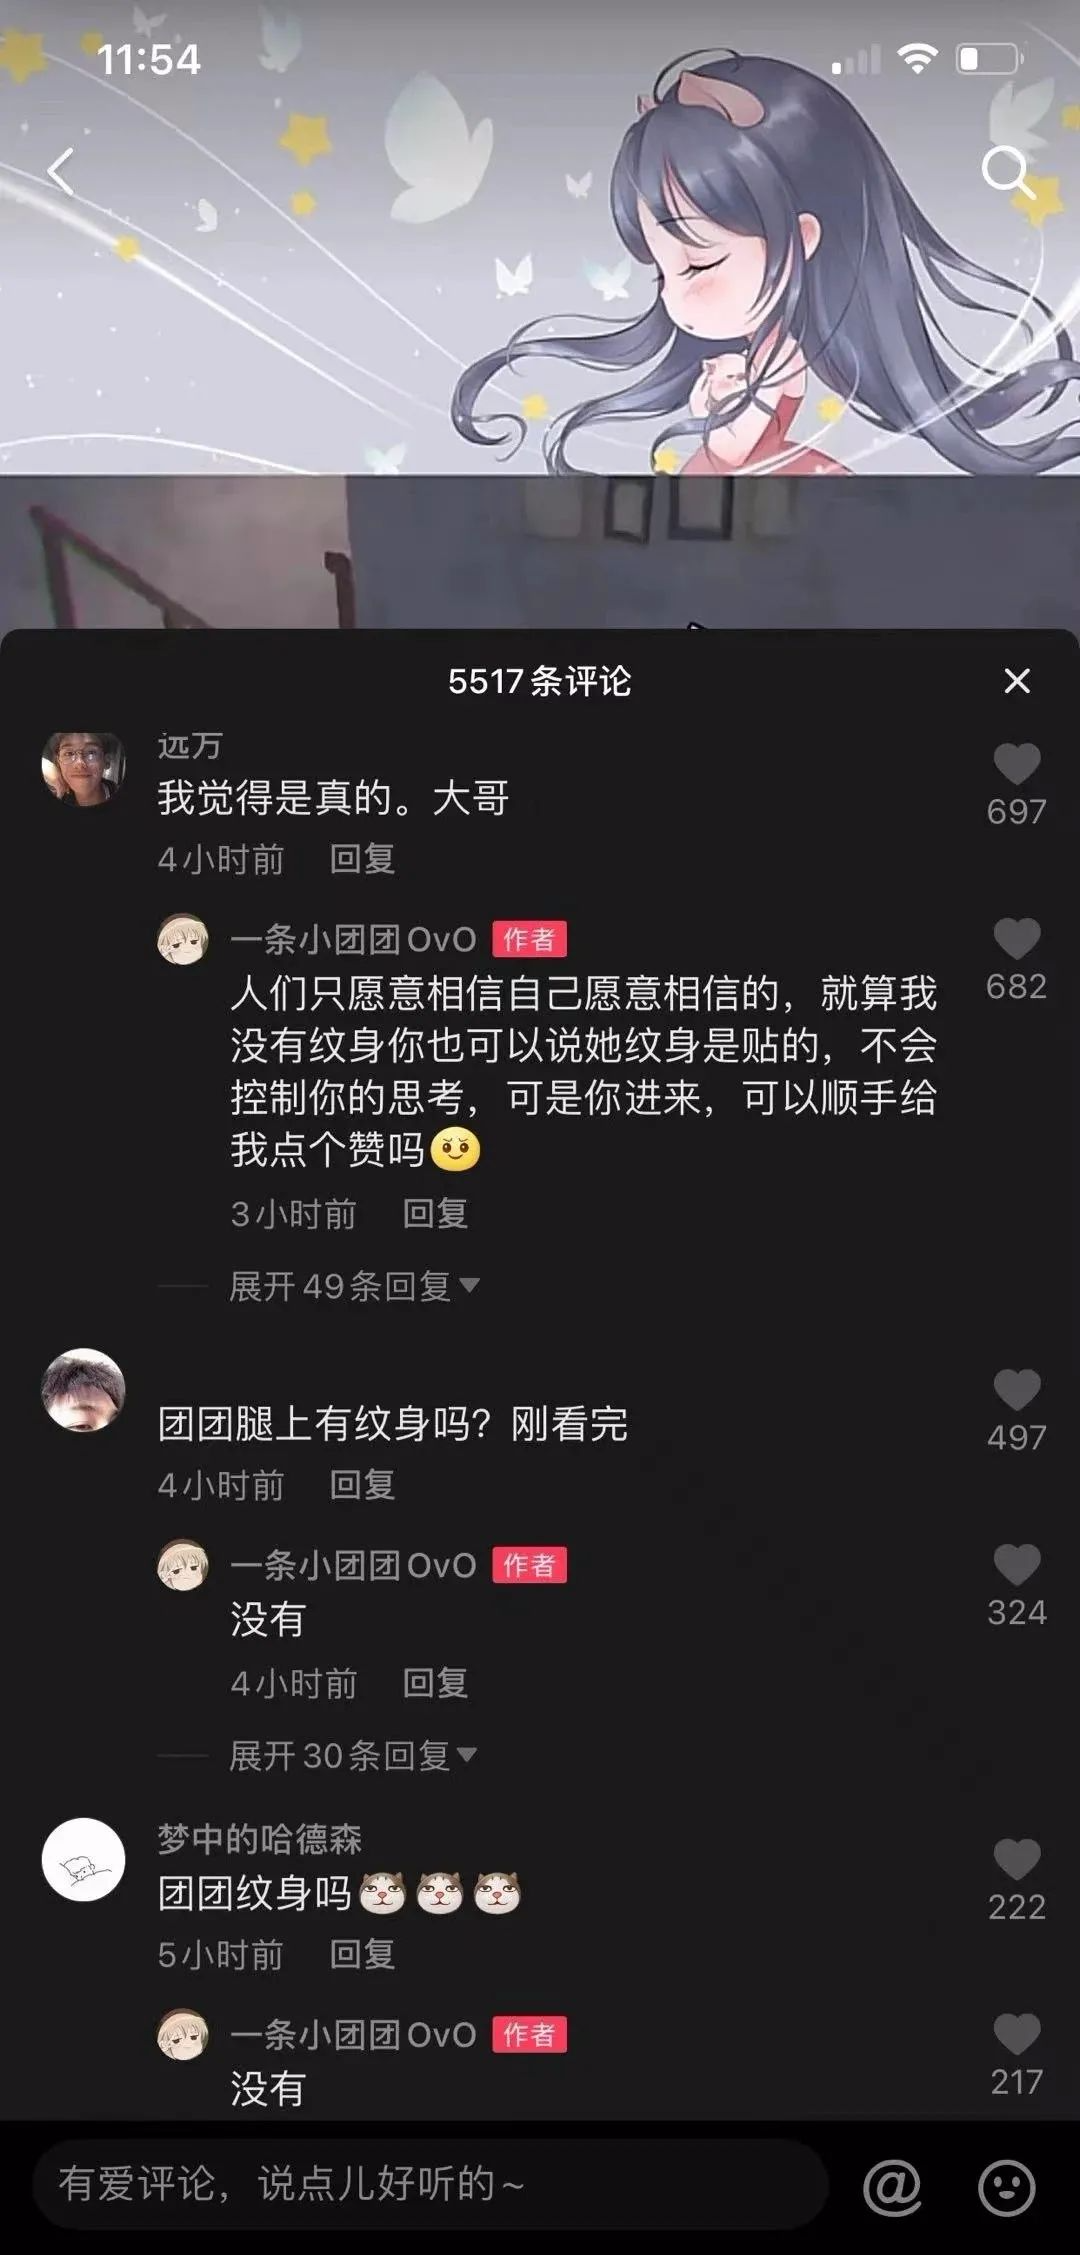 11:54
5517条评论
远万
我觉得是真的。大哥
697
4小时前 回复
一条小团团OvO 作者
人们只愿意相信自己愿意相信的，就算我
682
没有纹身你也可以说她纹身是贴的，不会
控制你的思考，可是你进来，可以顺手给
我点个赞吗
3小时前 回复
展开49条回复
团团腿上有纹身吗？刚看完
497
4小时前 回复
一条小团团OvO 作者
没有
324
4小时前 回复
展开30条回复
梦中的哈德森
团团纹身吗
222
5小时前 回复
一条小团团OvO 作者
没有
217
有爱评论，说点儿好听的~
@